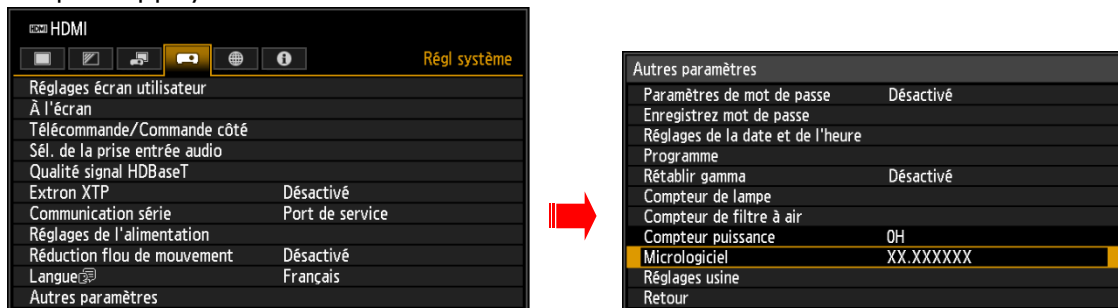 HDMI HDMI
Régl système
Réglages écran utilisateur
À l'écran
Télécommande/Commande côté
Sél. de la prise entrée audio
Qualité signal HDBaseT
Extron XTP Désactivé
Communication série Port de service
Réglages de l'alimentation
Réduction flou de mouvement Désactivé
Langue Français
Autres paramètres
Autres paramètres
Paramètres de mot de passe Désactivé
Enregistrez mot de passe
Réglages de la date et de l'heure
Programme
Rétablir gamma Désactivé
Compteur de lampe
Compteur de filtre à air
Compteur puissance 0H
Micrologiciel XX.XXXXXX
Réglages usine
Retour